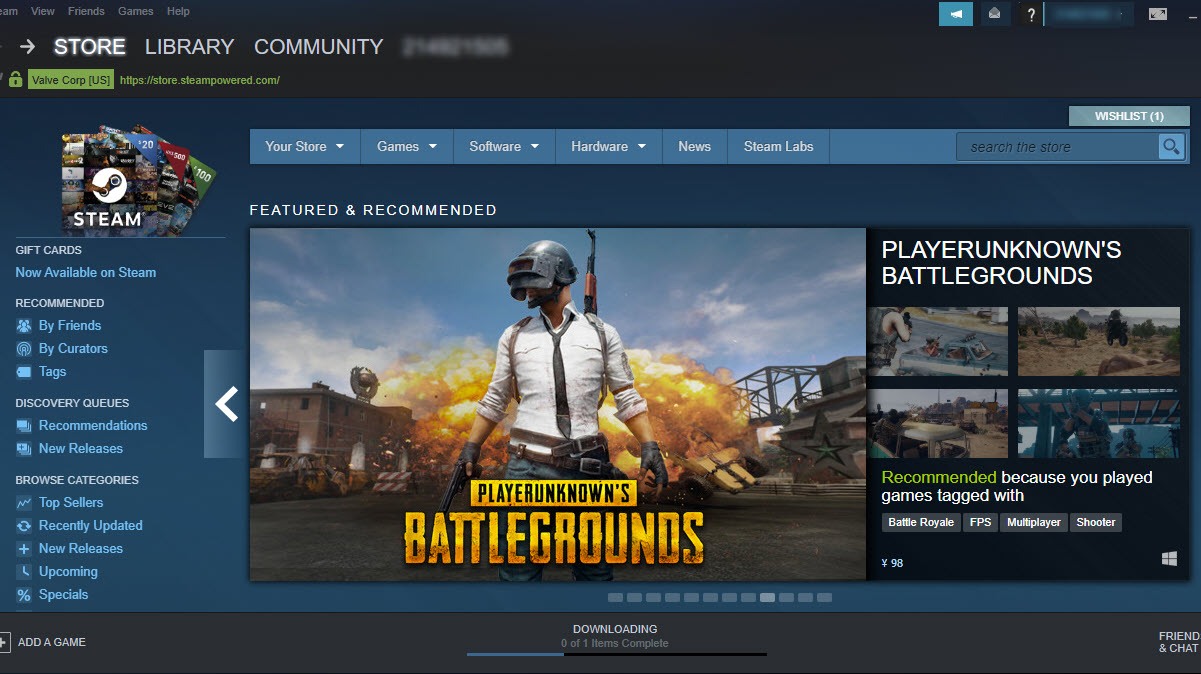 eam View Friends Games Help
STORE LIBRARY COMMUNITY
Valve Corp [US] https://store.steampowered.com/
WISHLIST (1)
Your Store Games Software Hardware News Steam Labs search the store
$20
$100
STEAM
GIFT CARDS
Now Available on Steam
RECOMMENDED
By Friends
By Curators
Tags
DISCOVERY QUEUES
Recommendations
New Releases
BROWSE CATEGORIES
Top Sellers
Recently Updated
New Releases
Upcoming
Specials
FEATURED & RECOMMENDED
PLAYERUNKNOWN'S
BATTLEGROUNDS
PLAYERUNKNOWN'S
BATTLEGROUNDS
Recommended because you played
games tagged with
Battle Royale FPS Multiplayer Shooter
¥ 98
ADD A GAME
DOWNLOADING
0 of 1 Items Complete
FRIEND
& CHAT